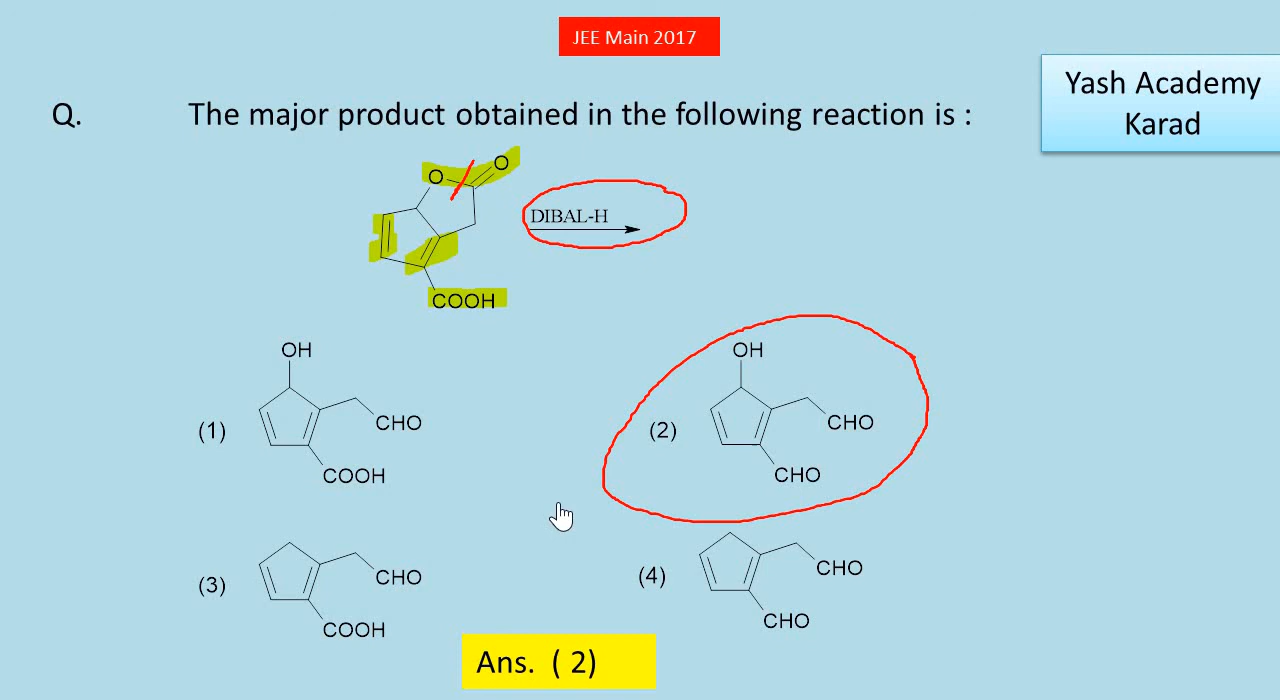 JEE Main 2017
Yash Academy
Karad
Q. The major product obtained in the following reaction is :
O
O
DIBAL-H
COOH
OH
CHO
(1)
COOH
OH
CHO
(2)
CHO
CHO
(3)
COOH
CHO
(4)
CHO
Ans. ( 2)